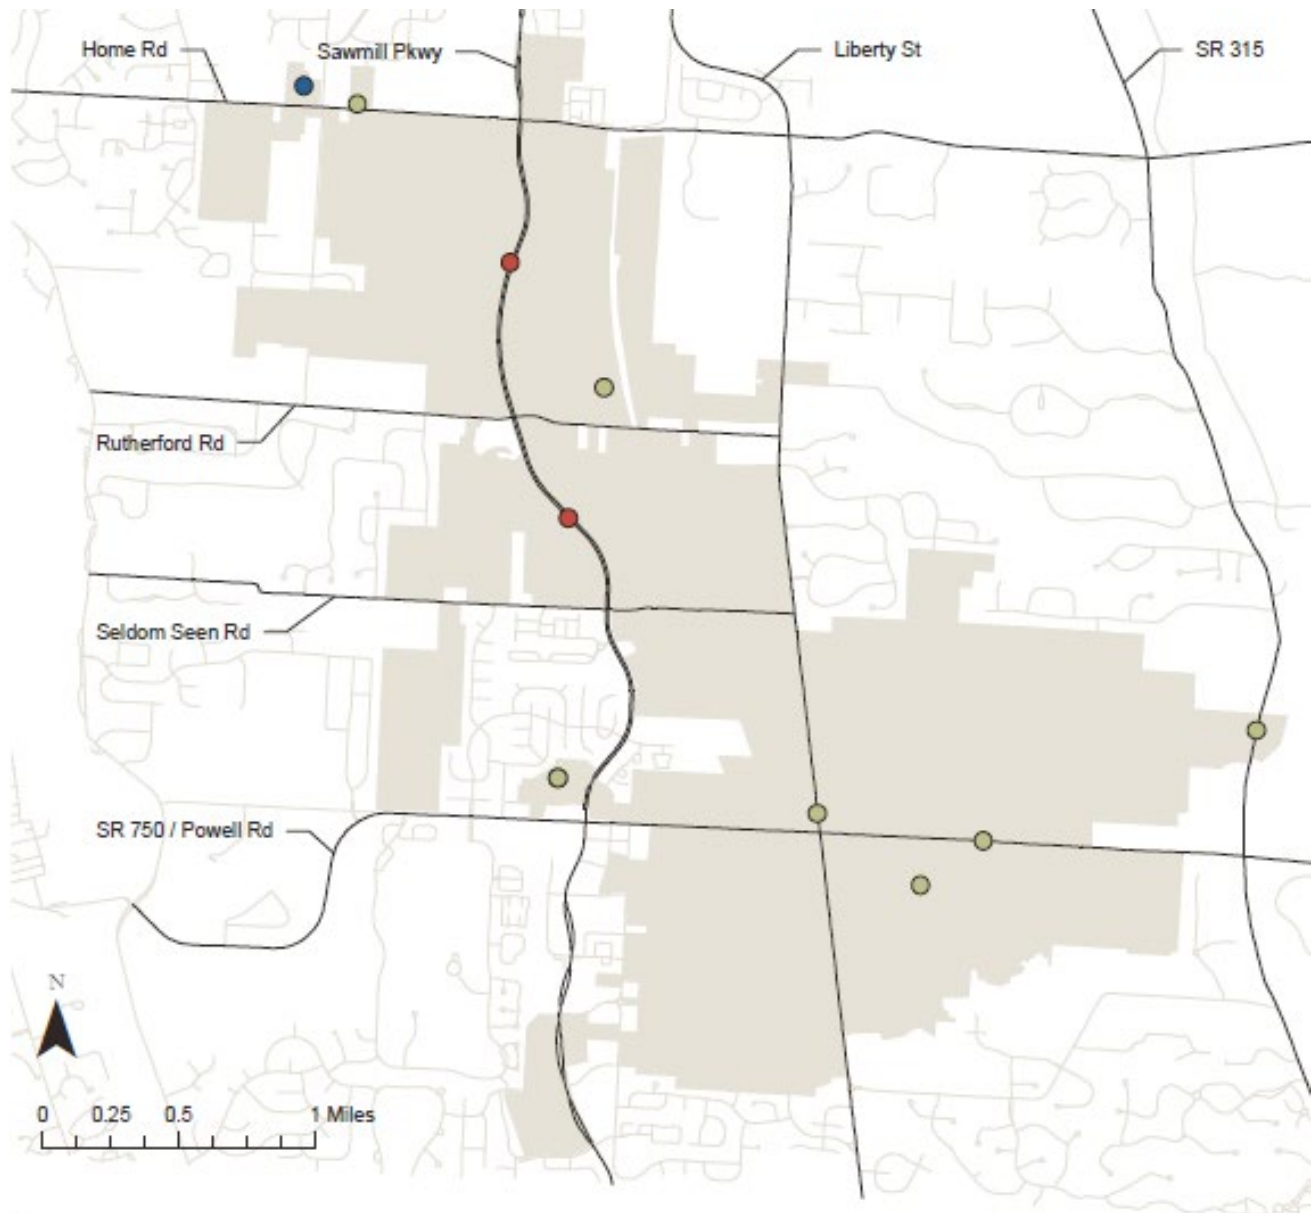 Home Rd
Sawmill Pkwy
Liberty St
SR 315
Rutherford Rd
Seldom Seen Rd
SR 750 / Powell Rd
N
0 0.25 0.5 1 Miles